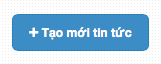 + Tạo mới tin tức